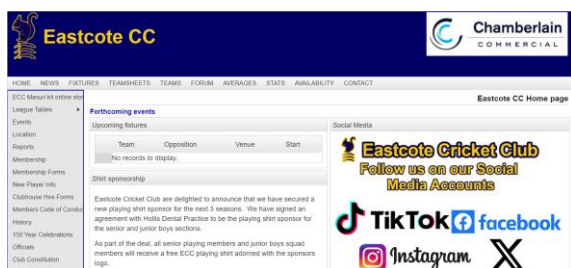 Eastcote CC
Chamberlain
COMMERCIAL
HOME NEWS FIXTURES TEAMSHEETS TEAMS FORUM AVERAGES STATS AVAILABILITY CONTACT
ECC Masuri kit online stor
League Tables
Events
Location
Reports
Membership
Membership Forms
New Player Info
Clubhouse Hire Forms
Members Code of Conduc
History
150 Year Celebrations
Officials
Club Constitution
Eastcote CC Home page
Forthcoming events
Upcoming fixtures
Team Opposition Venue Start
No records to display.
Shirt sponsorship
Eastcote Cricket Club are delighted to announce that we have secured a
new playing shirt sponsor for the next 3 seasons. We have signed an
agreement with Hollis Dental Practice to be the playing shirt sponsor for
the senior and junior boys sections.
As part of the deal, all senior playing members and junior boys squad
members will receive a free ECC playing shirt adorned with the sponsors
logo.
Social Media
Eastcote Cricket Club
Follow us on our Social
Media Accounts
TikTok facebook
Instagram X